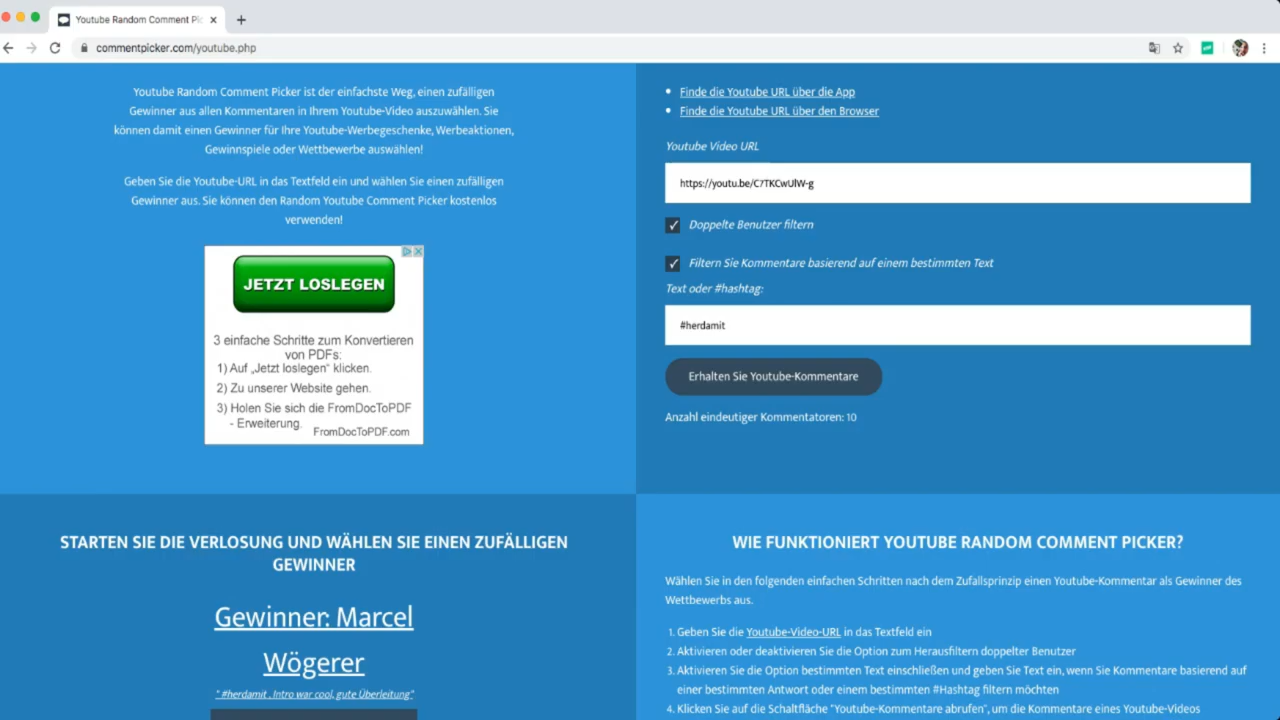 Youtube Random Comment Pic
commentpicker.com/youtube.php
Youtube Random Comment Picker ist der einfachste Weg, einen zufälligen
Gewinner aus allen Kommentaren in Ihrem Youtube-Video auszuwählen. Sie
können damit einen Gewinner für Ihre Youtube-Werbegeschenke, Werbeaktionen,
Gewinnspiele oder Wettbewerbe auswählen!
Geben Sie die Youtube-URL in das Textfeld ein und wählen Sie einen zufälligen
Gewinner aus. Sie können den Random Youtube Comment Picker kostenlos
verwenden!
JETZT LOSLEGEN
3 einfache Schritte zum Konvertieren
von PDFs:
1) Auf „Jetzt loslegen" klicken.
2) Zu unserer Website gehen.
3) Holen Sie sich die FromDocToPDF
- Erweiterung.
FromDocToPDF.com
Finde die Youtube URL über die App
Finde die Youtube URL über den Browser
Youtube Video URL
https://youtu.be/C7TKCwUlW-g
Doppelte Benutzer filtern
Filtern Sie Kommentare basierend auf einem bestimmten Text
Text oder #hashtag:
#herdamit
Erhalten Sie Youtube-Kommentare
Anzahl eindeutiger Kommentatoren: 10
STARTEN SIE DIE VERLOSUNG UND WÄHLEN SIE EINEN ZUFÄLLIGEN
GEWINNER
Gewinner: Marcel
Wögerer
" #herdamit , Intro war cool, gute Überleitung"
WIE FUNKTIONIERT YOUTUBE RANDOM COMMENT PICKER?
Wählen Sie in den folgenden einfachen Schritten nach dem Zufallsprinzip einen Youtube-Kommentar als Gewinner des
Wettbewerbs aus.
1. Geben Sie die Youtube-Video-URL in das Textfeld ein
2. Aktivieren oder deaktivieren Sie die Option zum Herausfiltern doppelter Benutzer
3. Aktivieren Sie die Option bestimmten Text einschließen und geben Sie Text ein, wenn Sie Kommentare basierend auf
einer bestimmten Antwort oder einem bestimmten #Hashtag filtern möchten
4. Klicken Sie auf die Schaltfläche "Youtube-Kommentare abrufen", um die Kommentare eines Youtube-Videos